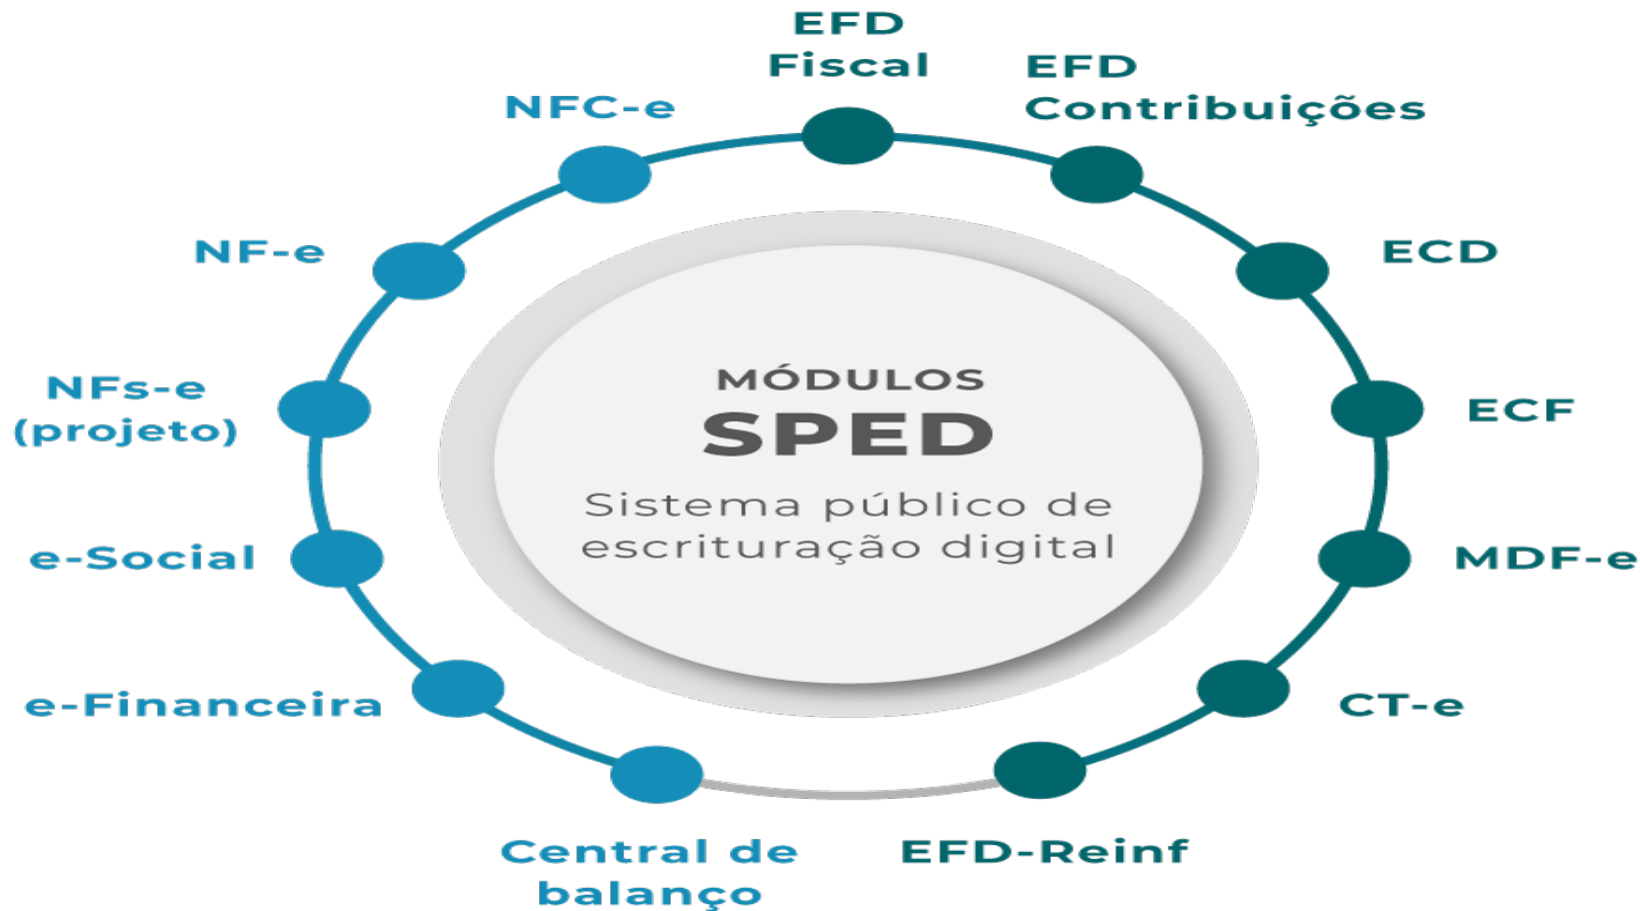 EFD
Fiscal
EFD
Contribuições
NFC-e
NF-e
ECD
NFs-e
(projeto)
MÓDULOS
SPED
Sistema público de
escrituração digital
ECF
e-Social
MDF-e
e-Financeira
CT-e
Central de
balanço
EFD-Reinf